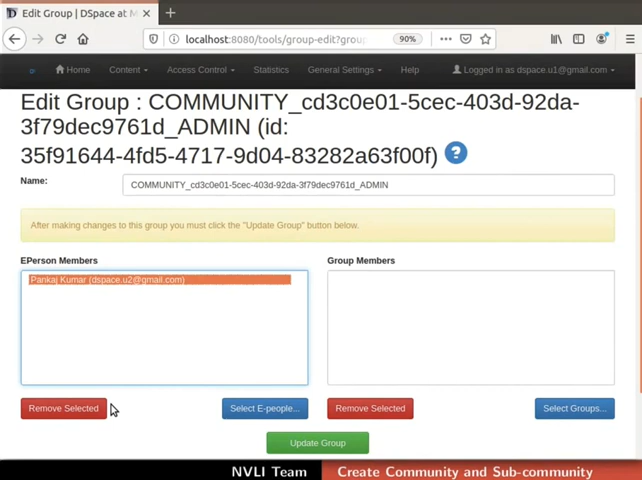 Edit Group | DSpace at M
localhost:8080/tools/group-edit?grou
90%
Home Content Access Control Statistics General Settings Help Logged in as dspace.u1@gmail.com
Edit Group : COMMUNITY_cd3c0e01-5cec-403d-92da-
3f79dec9761d_ADMIN (id:
35f91644-4fd5-4717-9d04-83282a63f00f) ?
Name: COMMUNITY_cd3c0e01-5cec-403d-92da-3f79dec9761d_ADMIN
After making changes to this group you must click the "Update Group" button below.
EPerson Members Group Members
Pankaj Kumar (dspace.u2@gmail.com)
Remove Selected Select E-people... Remove Selected Select Groups...
Update Group
NVLI Team Create Community and Sub-community